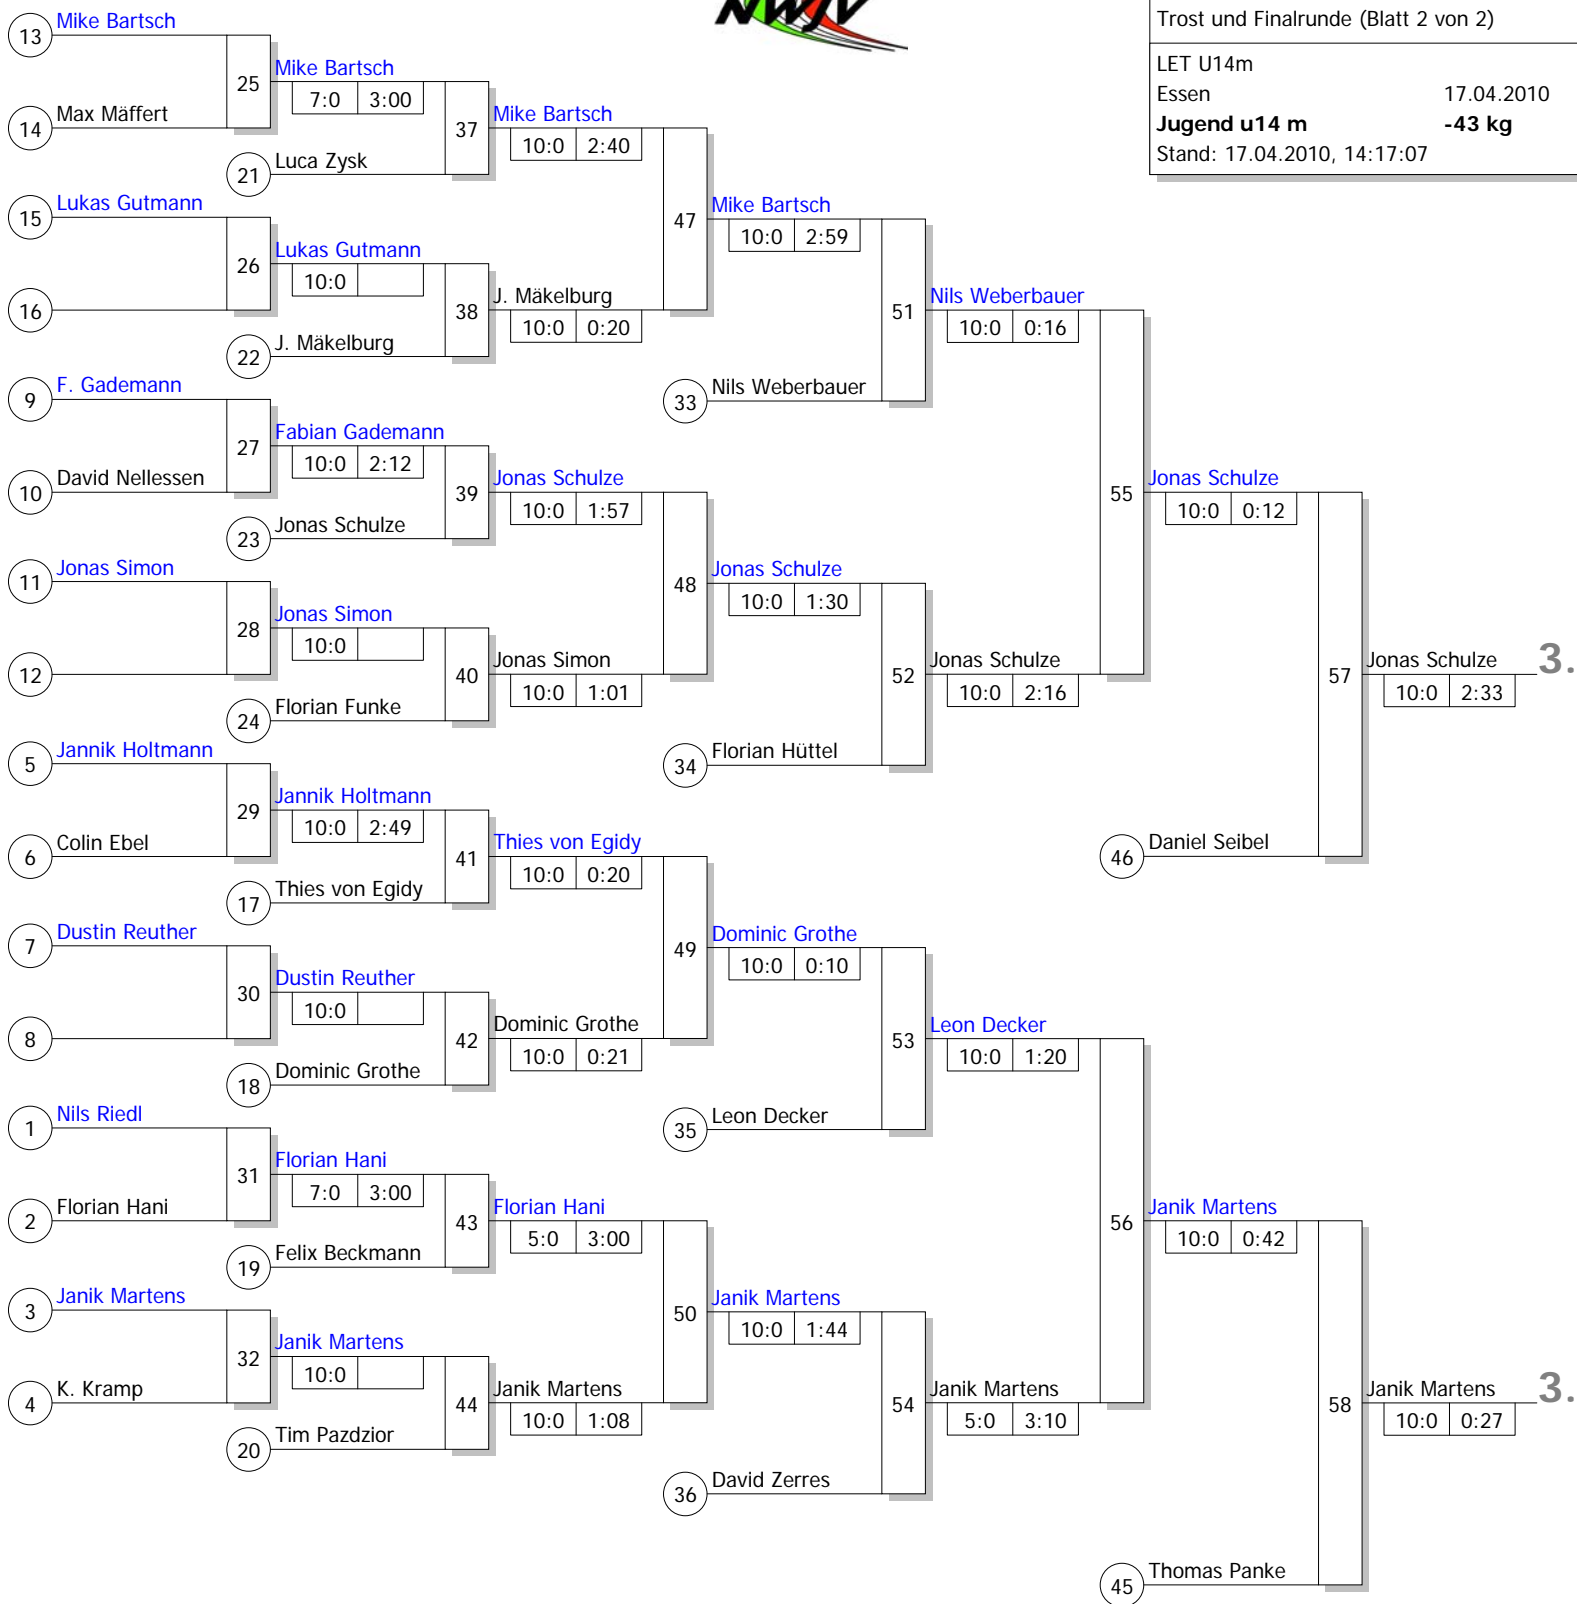 NWJV
Trost und Finalrunde (Blatt 2 von 2)
LET U14m
Essen 17.04.2010
Jugend u14 m -43 kg
Stand: 17.04.2010, 14:17:07
13 Mike Bartsch
25 Mike Bartsch
7:0 3:00
14 Max Mäffert
37 Mike Bartsch
10:0 2:40
21 Luca Zysk
15 Lukas Gutmann
47 Mike Bartsch
10:0 2:59
26 Lukas Gutmann
10:0
16
38 J. Mäkelburg
10:0 0:20
22 J. Mäkelburg
51 Nils Weberbauer
10:0 0:16
9 F. Gademann
33 Nils Weberbauer
27 Fabian Gademann
10:0 2:12
10 David Nellessen
39 Jonas Schulze
10:0 1:57
23 Jonas Schulze
55 Jonas Schulze
10:0 0:12
11 Jonas Simon
48 Jonas Schulze
10:0 1:30
28 Jonas Simon
10:0
12
40 Jonas Simon
10:0 1:01
24 Florian Funke
52 Jonas Schulze
10:0 2:16
57 Jonas Schulze 3.
10:0 2:33
5 Jannik Holtmann
34 Florian Hüttel
29 Jannik Holtmann
10:0 2:49
6 Colin Ebel
41 Thies von Egidy
10:0 0:20
46 Daniel Seibel
17 Thies von Egidy
7 Dustin Reuther
49 Dominic Grothe
10:0 0:10
30 Dustin Reuther
10:0
8
42 Dominic Grothe
10:0 0:21
18 Dominic Grothe
53 Leon Decker
10:0 1:20
1 Nils Riedl
35 Leon Decker
31 Florian Hani
7:0 3:00
2 Florian Hani
43 Florian Hani
5:0 3:00
19 Felix Beckmann
56 Janik Martens
10:0 0:42
3 Janik Martens
50 Janik Martens
10:0 1:44
32 Janik Martens
10:0
4 K. Kramp
44 Janik Martens
10:0 1:08
20 Tim Pazdzior
54 Janik Martens
5:0 3:10
58 Janik Martens 3.
10:0 0:27
36 David Zerres
45 Thomas Panke